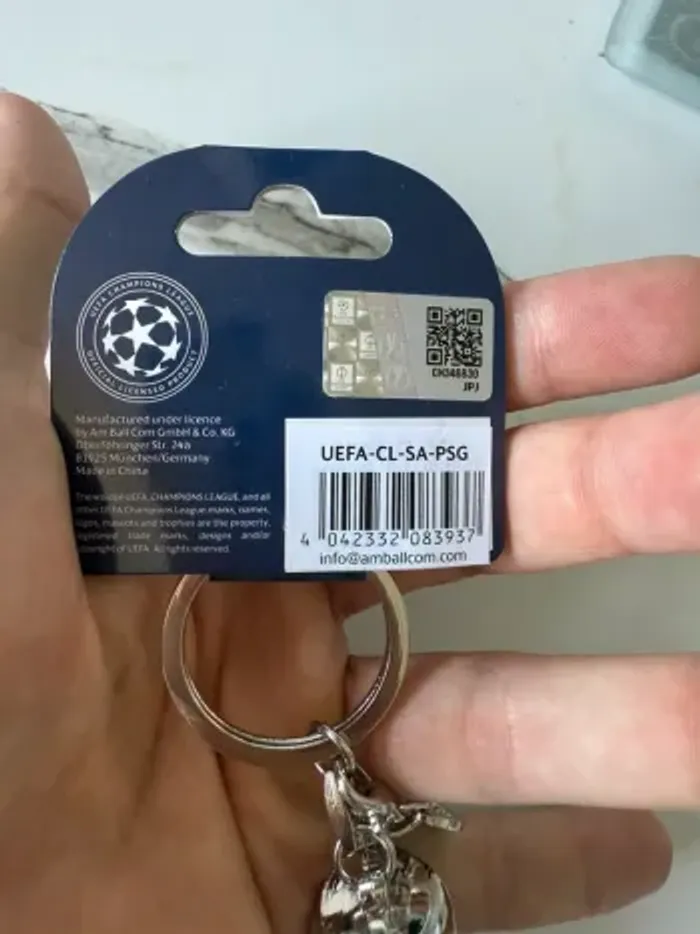 UEFA CHAMPIONS LEAGUE
OFFICIAL LICENSED PRODUCT
CH346830
JPJ
Manufactured under licence
by Am Ball Com GmbH & Co. KG
Oberföhringer Str. 24a
81925 München/Germany
Made in China
UEFA-CL-SA-PSG
4 042332 083937
info@amballcom.com
The words UEFA, CHAMPIONS LEAGUE, and all
other UEFA Champions League marks, names,
logos, mascots and trophies are the property,
registered trade marks, designs and/or
copyright of UEFA. All rights reserved.